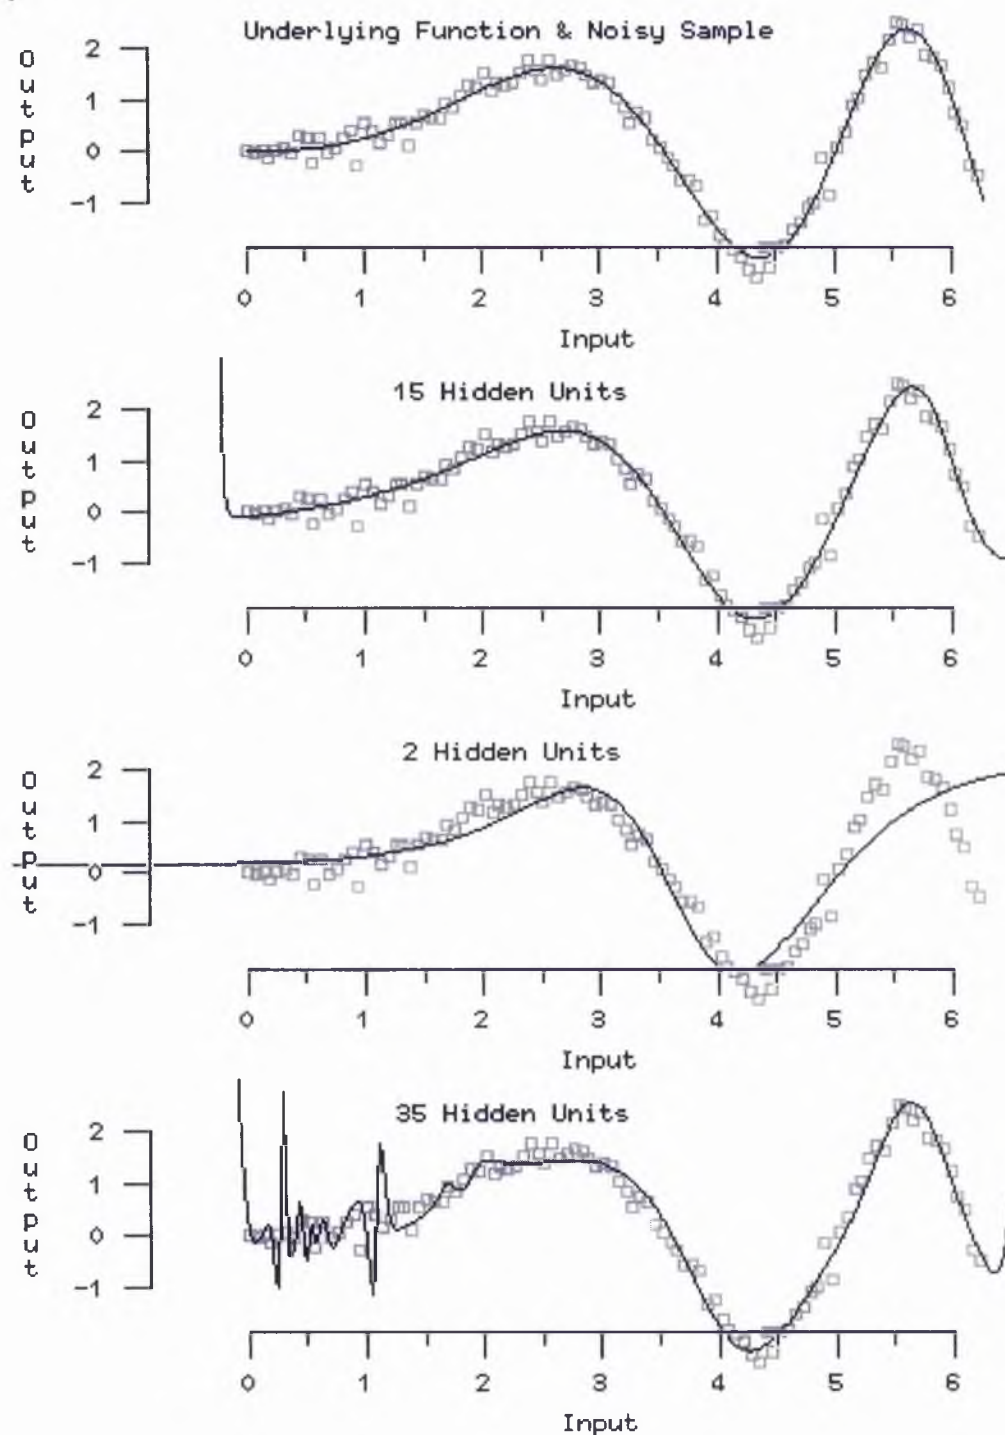 Underlying Function & Noisy Sample
Output
2
1
0
-1
0 1 2 3 4 5 6
Input
15 Hidden Units
Output
2
1
0
-1
0 1 2 3 4 5 6
Input
2 Hidden Units
Output
2
1
0
-1
0 1 2 3 4 5 6
Input
35 Hidden Units
Output
2
1
0
-1
0 1 2 3 4 5 6
Input